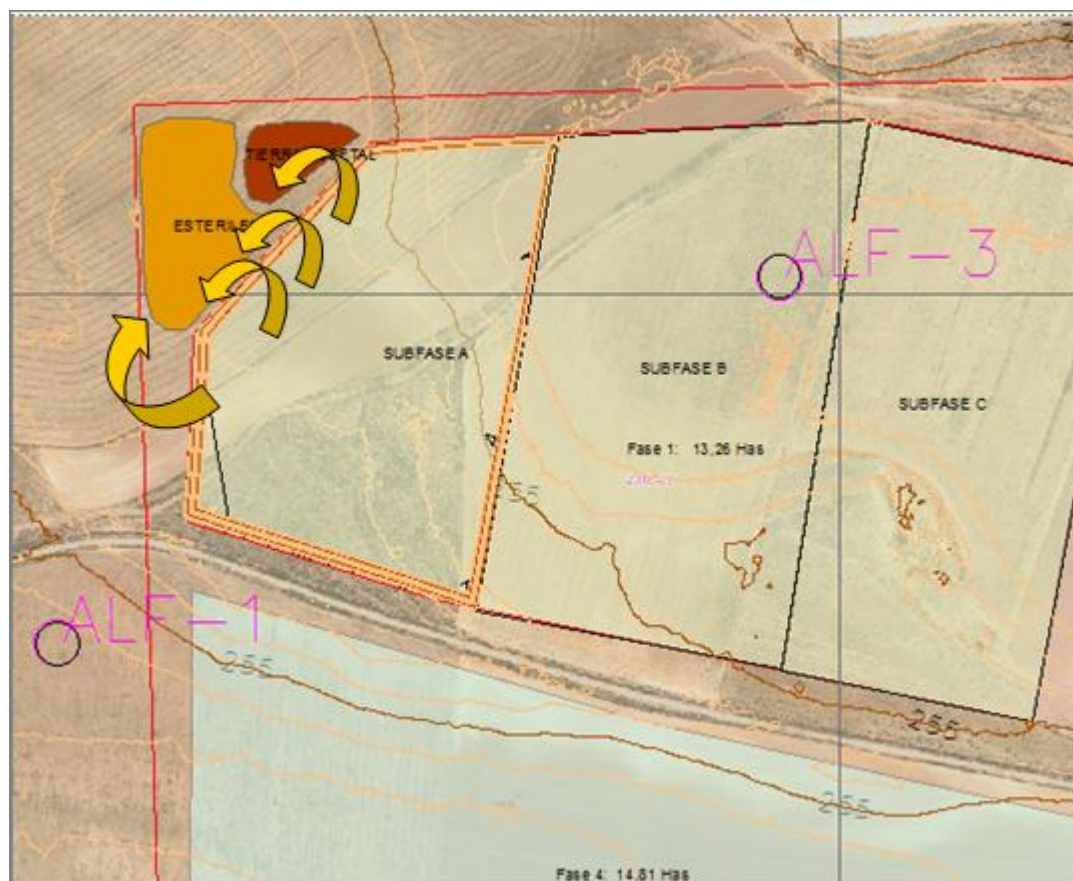 TIERRA VEGETAL
ESTERILES
ALF-3
SUBFASE A
SUBFASE B
SUBFASE C
Fase 1: 13,26 Has
255
ALF-1
255
255
255
Fase 4: 14,81 Has